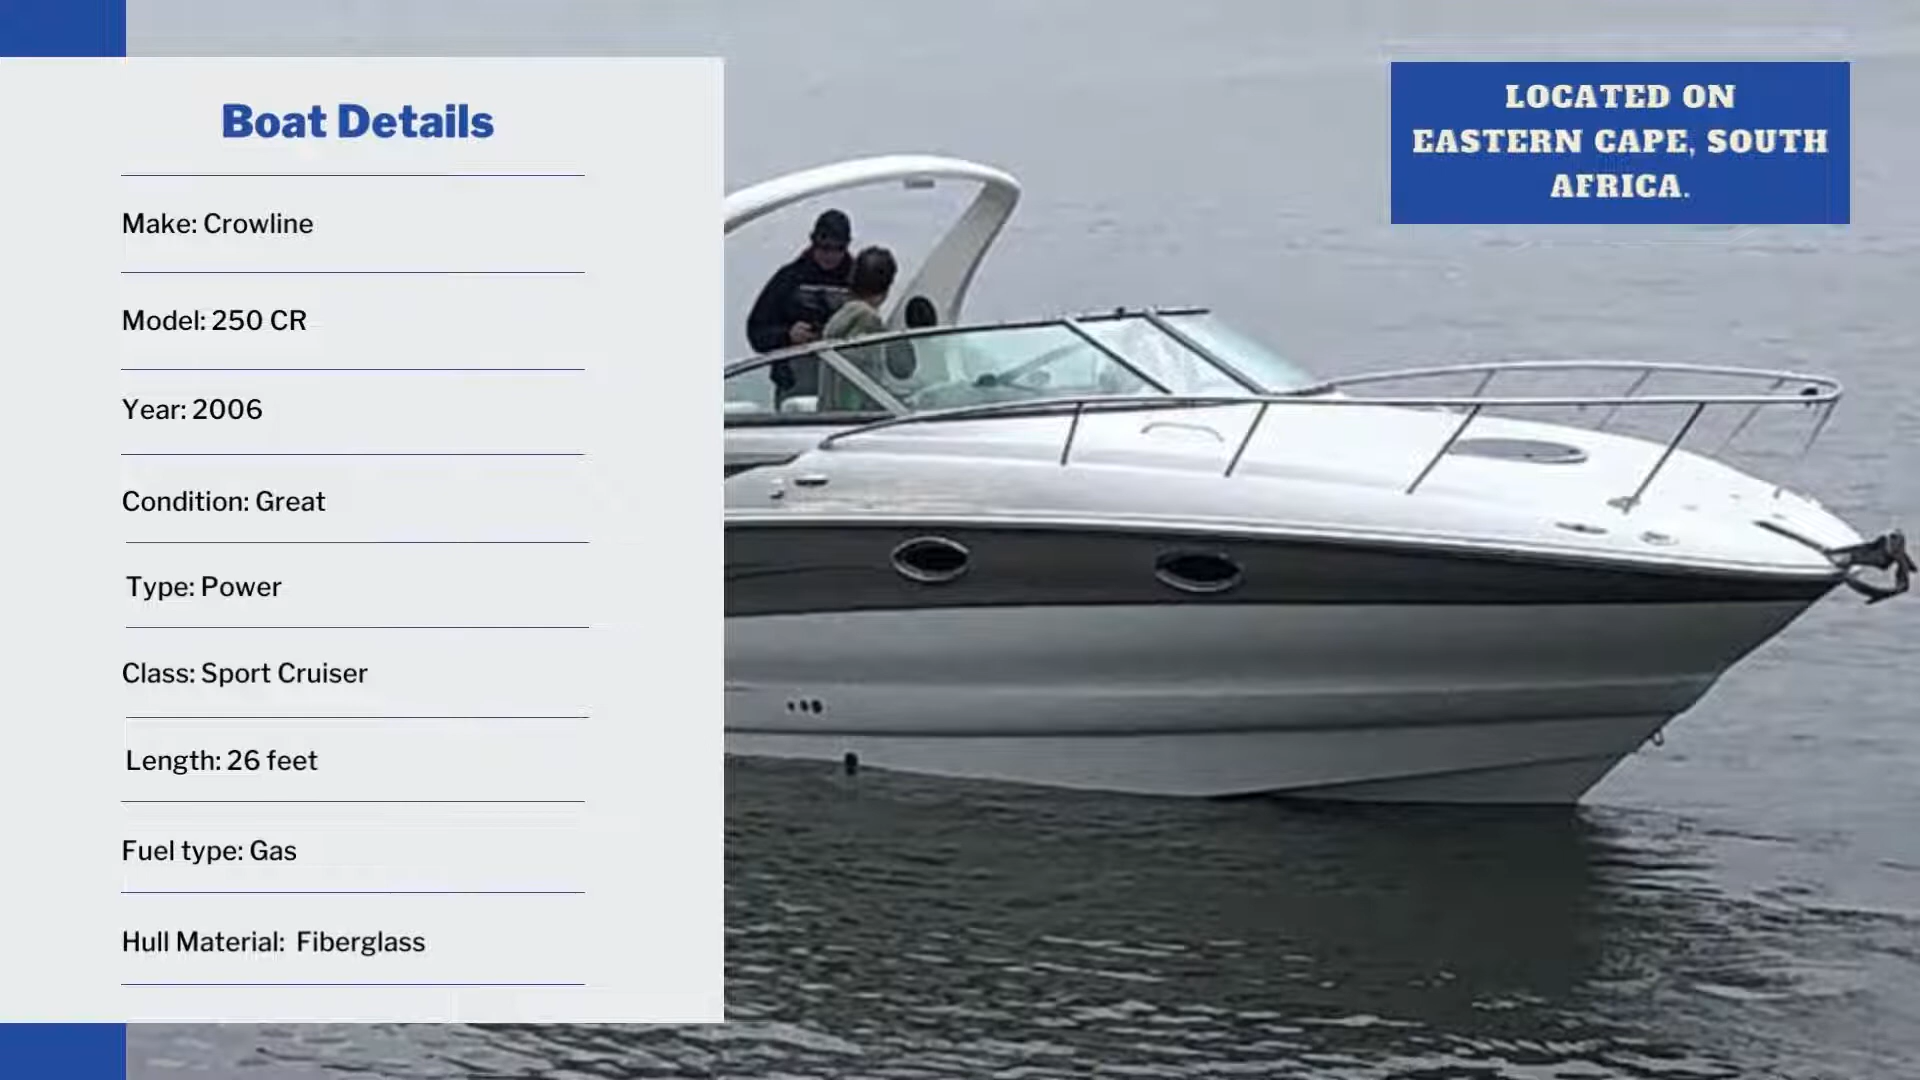 Boat Details
Make: Crowline
Model: 250 CR
Year: 2006
Condition: Great
Type: Power
Class: Sport Cruiser
Length: 26 feet
Fuel type: Gas
Hull Material:  Fiberglass
LOCATED ON
EASTERN CAPE, SOUTH
AFRICA.